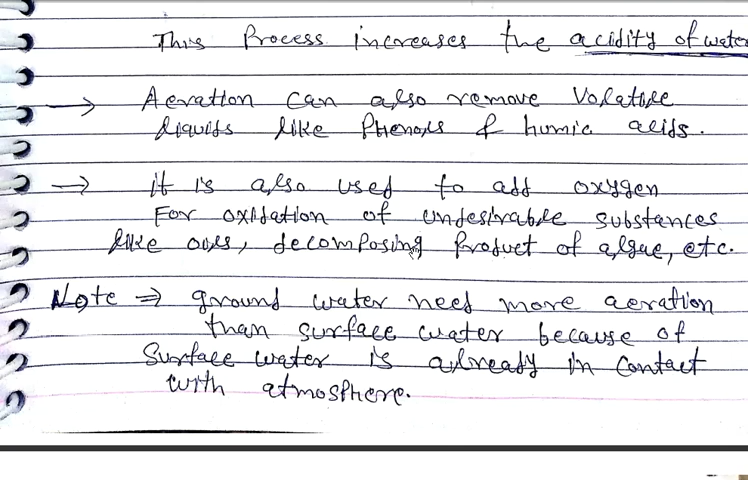 This Process increases the acidity of water
→ Aeration can also remove Volatile
liquids like Phenols & humic acids.
→ it is also used to add oxygen
For oxidation of undesirable substances
like oils, decomposing Product of algae, etc.
Note ⇒ ground water need more aeration
than surface water because of
Surface water is already in contact
with atmosphere.